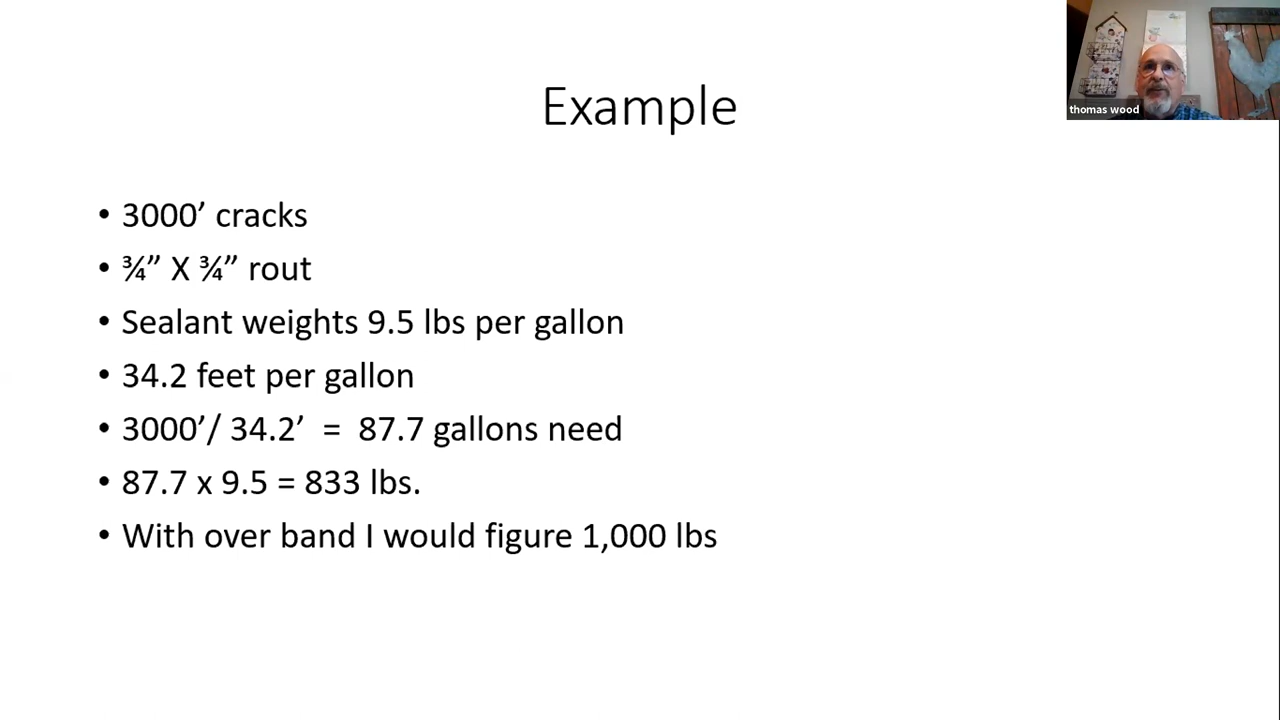 Example
thomas wood
• 3000’ cracks
• ¾” X ¾” rout
• Sealant weights 9.5 lbs per gallon
• 34.2 feet per gallon
• 3000’/ 34.2’ = 87.7 gallons need
• 87.7 x 9.5 = 833 lbs.
• With over band I would figure 1,000 lbs